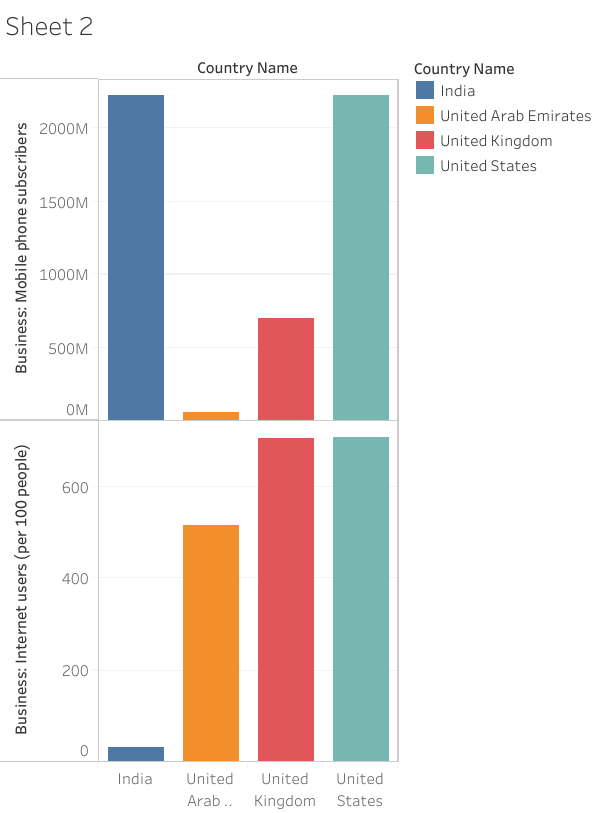 Sheet 2
Country Name
Business: Mobile phone subscribers
2000M
1500M
1000M
500M
0M
Business: Internet users (per 100 people)
600
400
200
0
India
United
Arab ..
United
Kingdom
United
States
Country Name
India
United Arab Emirates
United Kingdom
United States